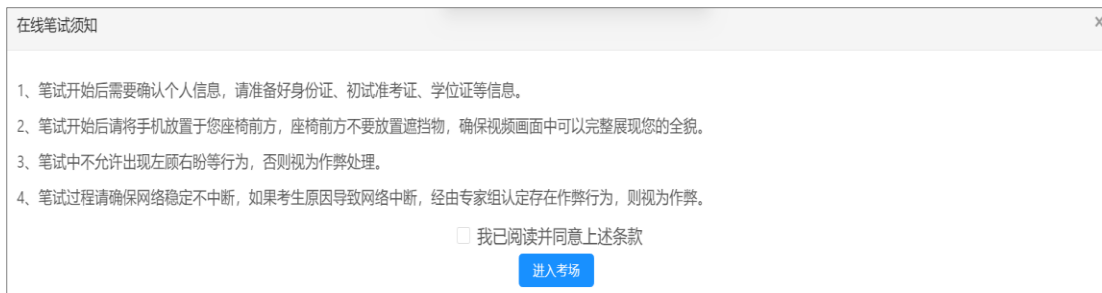 在线笔试须知
x
1、笔试开始后需要确认个人信息，请准备好身份证、初试准考证、学位证等信息。
2、笔试开始后请将手机放置于您座椅前方，座椅前方不要放置遮挡物，确保视频画面中可以完整展现您的全貌。
3、笔试中不允许出现左顾右盼等行为，否则视为作弊处理。
4、笔试过程请确保网络稳定不中断，如果考生原因导致网络中断，经由专家组认定存在作弊行为，则视为作弊。
我已阅读并同意上述条款
进入考场